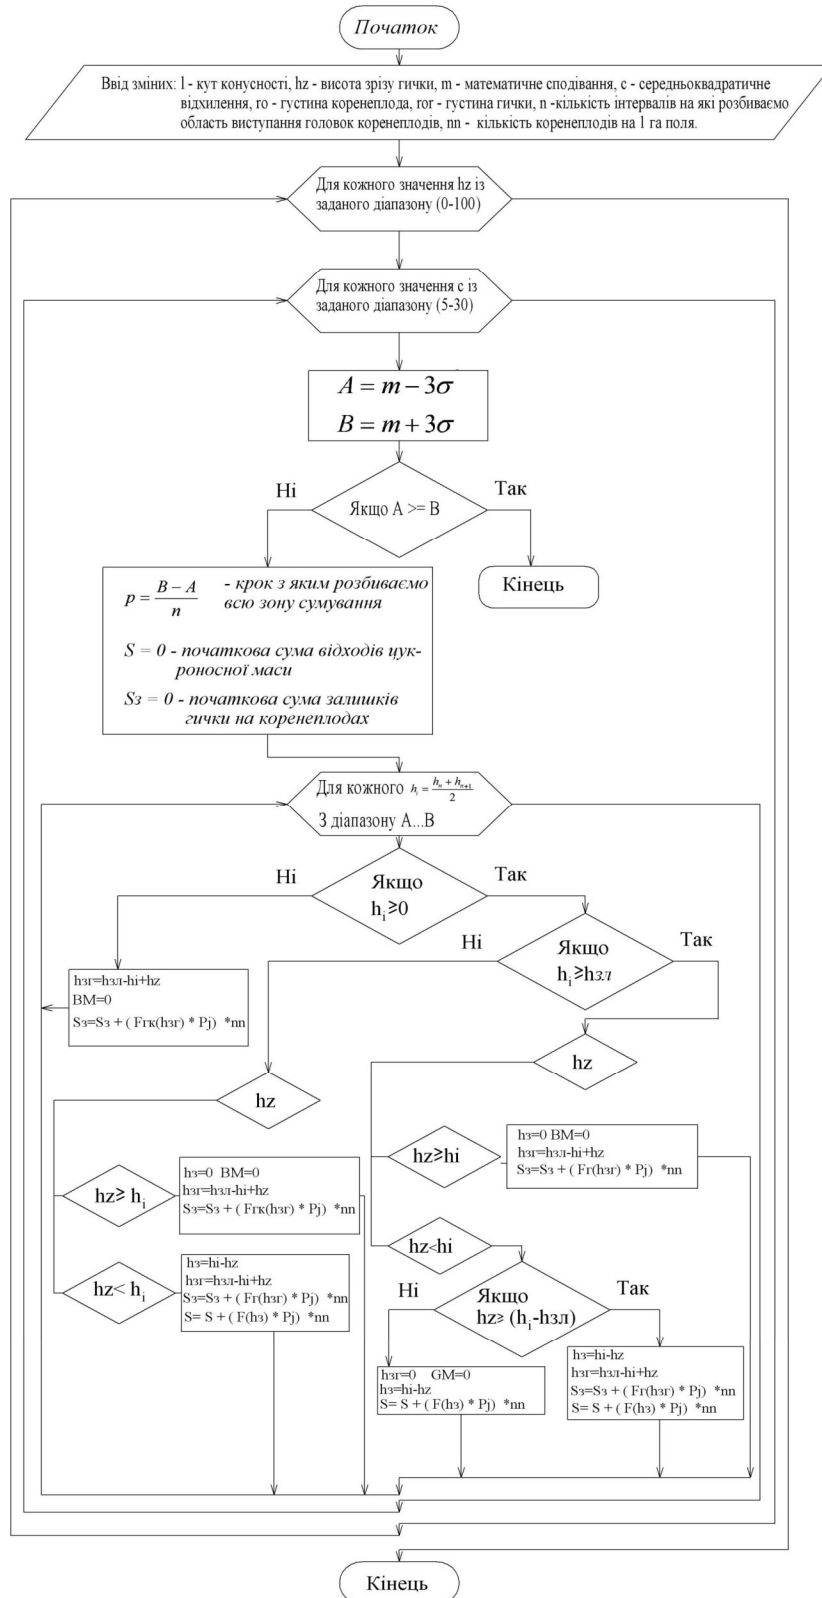 Початок
Ввід зміних: l - кут конусності, hz - висота зрізу гички, m - математичне сподівання, с - середньоквадратичне
відхилення, ro - густина коренеплода, ror - густина гички, n -кількість інтервалів на які розбиваємо
область виступання головок коренеплодів, nn - кількість коренеплодів на 1 га поля.
Для кожного значення hz із
заданого діапазону (0-100)
Для кожного значення с із
заданого діапазону (5-30)
A = m − 3σ
B = m + 3σ
Ні
Так
Якщо A >= B
Кінець
p = (B − A) / n - крок з яким розбиваємо
всю зону сумування
S = 0 - початкова сума відходів цук-
роносної маси
Sз = 0 - початкова сума залишків
гички на коренеплодах
Для кожного h_i = (h_n + h_{n+1}) / 2
З діапазону А...В
Ні
Так
Якщо
h_i≥0
Ні
Так
Якщо
h_i≥hзл
hзг=hзл-hi+hz
ВМ=0
Sз=Sз + ( Fгк(hзг) * Pj) *nn
hz
hz
hz≥hi
hз=0 ВМ=0
hзг=hзл-hi+hz
Sз=Sз + ( Fг(hзг) * Pj) *nn
hz≥ h_i
hз=0 ВМ=0
hзг=hзл-hi+hz
Sз=Sз + ( Fгк(hзг) * Pj) *nn
hz<hi
hz< h_i
hз=hi-hz
hзг=hзл-hi+hz
Sз=Sз + ( Fг(hзг) * Pj) *nn
S= S + ( F(hз) * Pj) *nn
Ні
Так
Якщо
hz≥ (h_i-hзл)
hзг=0 GM=0
hз=hi-hz
S= S + ( F(hз) * Pj) *nn
hз=hi-hz
hзг=hзл-hi+hz
Sз=Sз + ( Fг(hзг) * Pj) *nn
S= S + ( F(hз) * Pj) *nn
Кінець